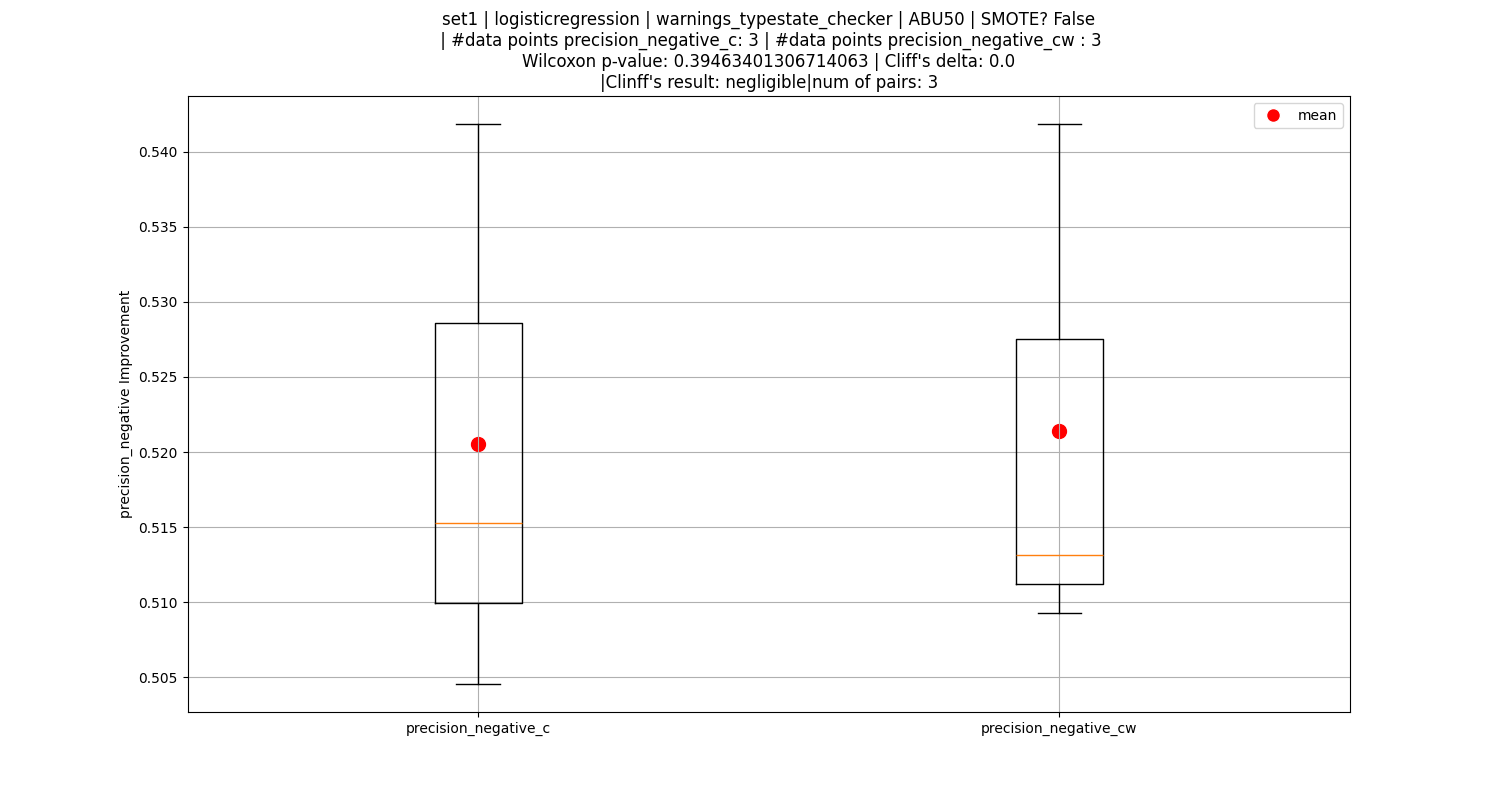 set1 | logisticregression | warnings_typestate_checker | ABU50 | SMOTE? False
| #data points precision_negative_c: 3 | #data points precision_negative_cw : 3
Wilcoxon p-value: 0.39463401306714063 | Cliff's delta: 0.0
|Clinff's result: negligible|num of pairs: 3
mean
precision_negative Improvement
0.540
0.535
0.530
0.525
0.520
0.515
0.510
0.505
precision_negative_c
precision_negative_cw